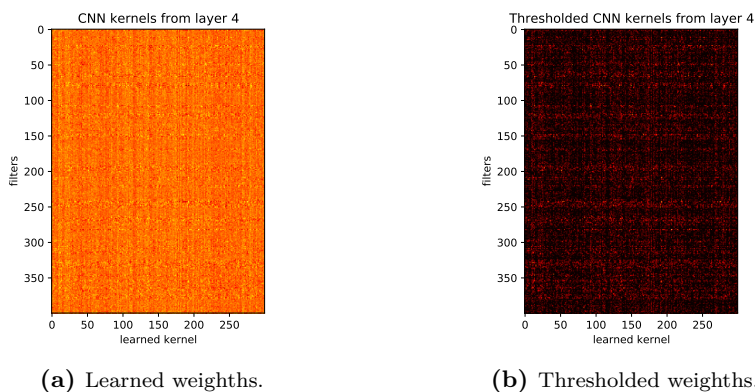 CNN kernels from layer 4
0
50
100
150
200
250
300
350
filters
0 50 100 150 200 250
learned kernel
(a) Learned weighths.
Thresholded CNN kernels from layer 4
0
50
100
150
200
250
300
350
filters
0 50 100 150 200 250
learned kernel
(b) Thresholded weighths